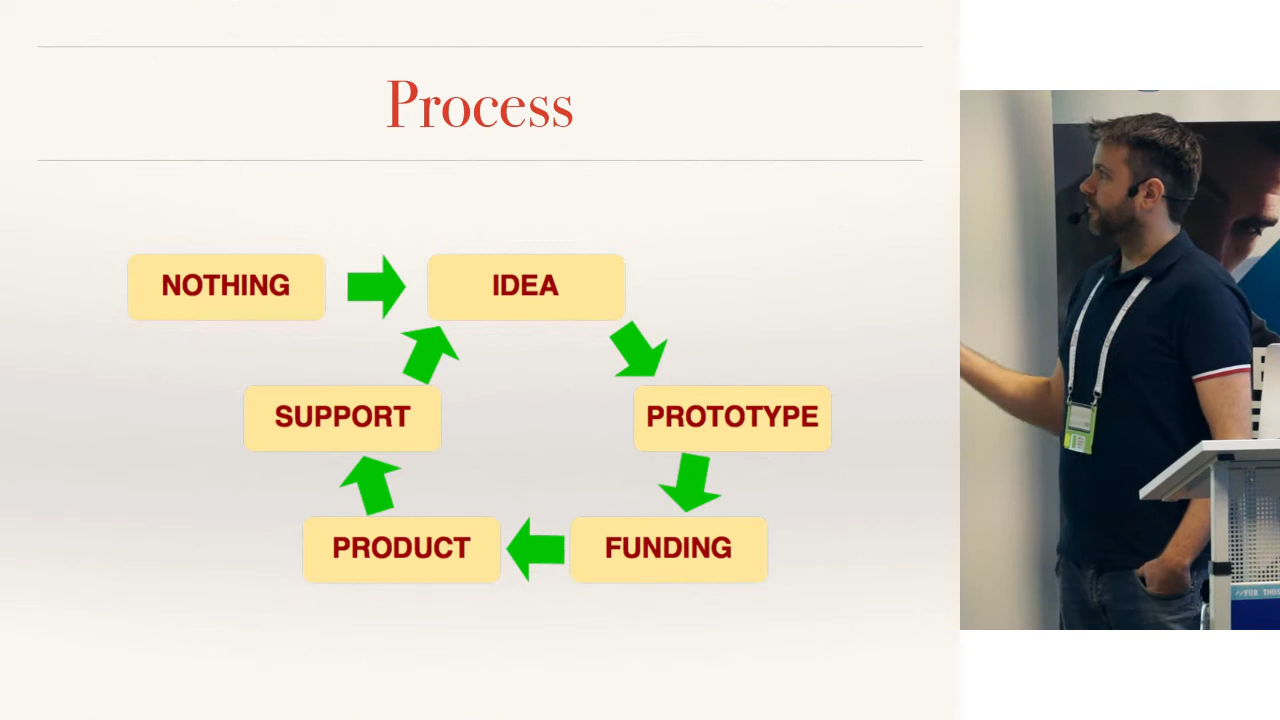 Process
NOTHING
IDEA
SUPPORT
PROTOTYPE
PRODUCT
FUNDING